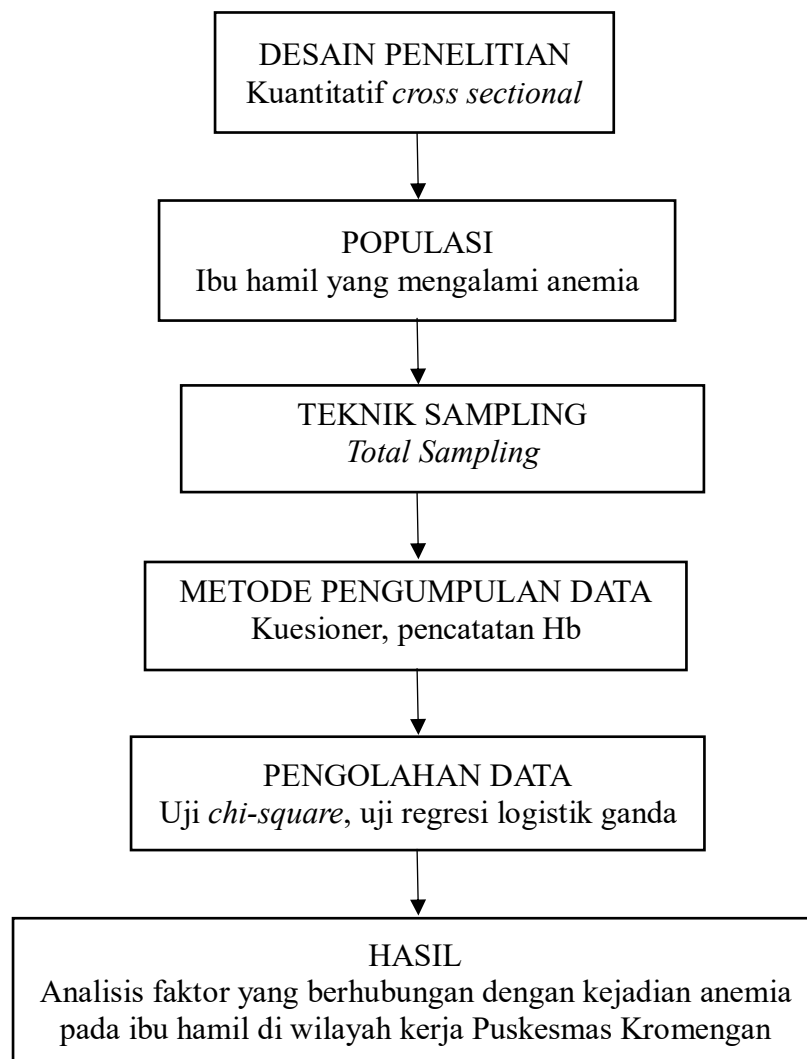 DESAIN PENELITIAN
Kuantitatif cross sectional
POPULASI
Ibu hamil yang mengalami anemia
TEKNIK SAMPLING
Total Sampling
METODE PENGUMPULAN DATA
Kuesioner, pencatatan Hb
PENGOLAHAN DATA
Uji chi-square, uji regresi logistik ganda
HASIL
Analisis faktor yang berhubungan dengan kejadian anemia
pada ibu hamil di wilayah kerja Puskesmas Kromengan